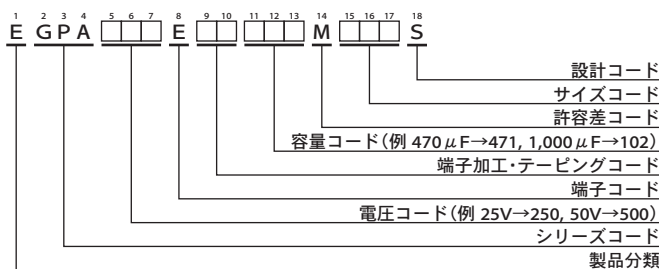 1 2 3 4 5 6 7 8 9 10 11 12 13 14 15 16 17 18
E GPA □□□ E □□ □□□ M □□□ S
設計コード
サイズコード
許容差コード
容量コード(例 470μF→471, 1,000μF→102)
端子加工・テーピングコード
端子コード
電圧コード(例 25V→250, 50V→500)
シリーズコード
製品分類